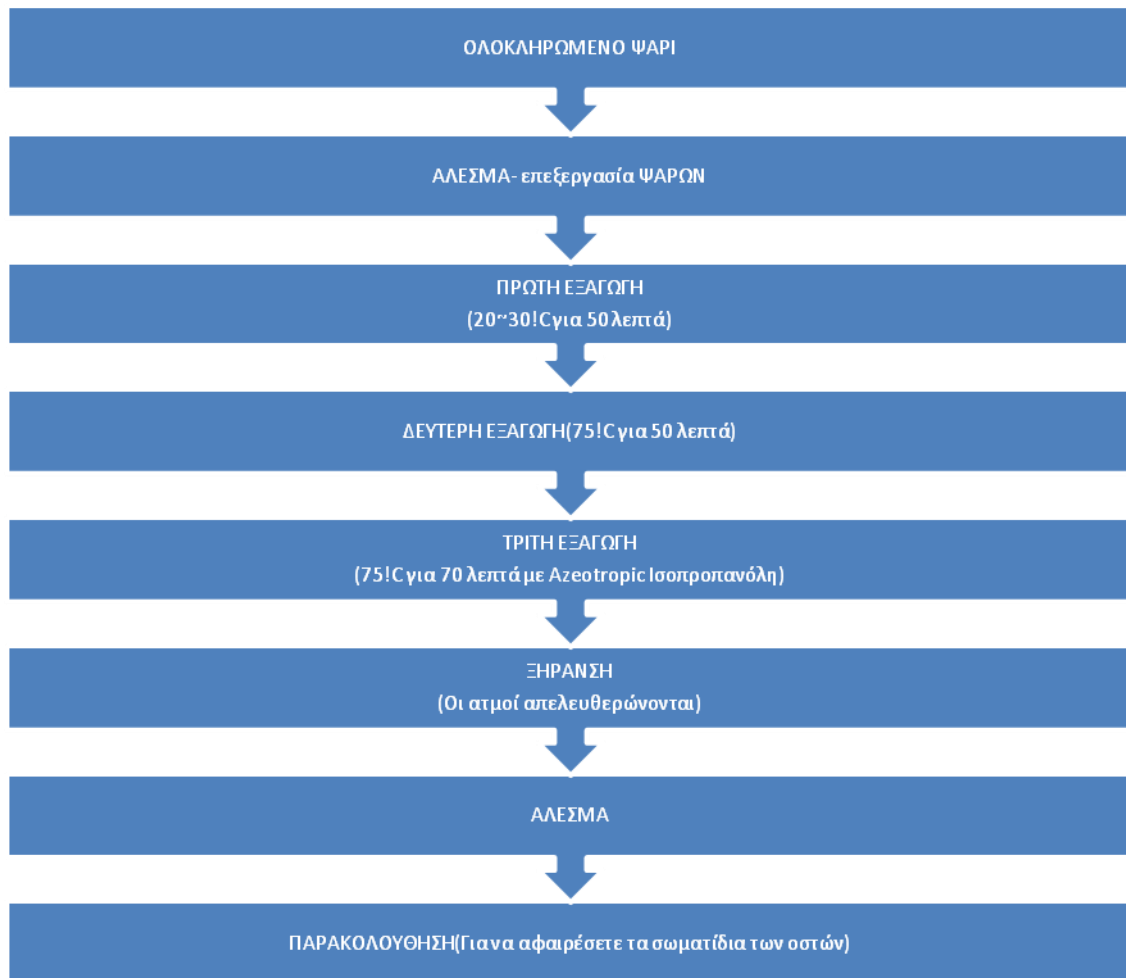 ΟΛΟΚΛΗΡΩΜΕΝΟ ΨΑΡΙ
ΑΛΕΣΜΑ- επεξεργασία ΨΑΡΩΝ
ΠΡΩΤΗ ΕΞΑΓΩΓΗ
(20~30!C για 50 λεπτά)
ΔΕΥΤΕΡΗ ΕΞΑΓΩΓΗ(75!C για 50 λεπτά)
ΤΡΙΤΗ ΕΞΑΓΩΓΗ
(75!C για 70 λεπτά με Azeotropic Ισοπροπανόλη)
ΞΗΡΑΝΣΗ
(Οι ατμοί απελευθερώνονται)
ΑΛΕΣΜΑ
ΠΑΡΑΚΟΛΟΥΘΗΣΗ(Για να αφαιρέσετε τα σωματίδια των οστών)